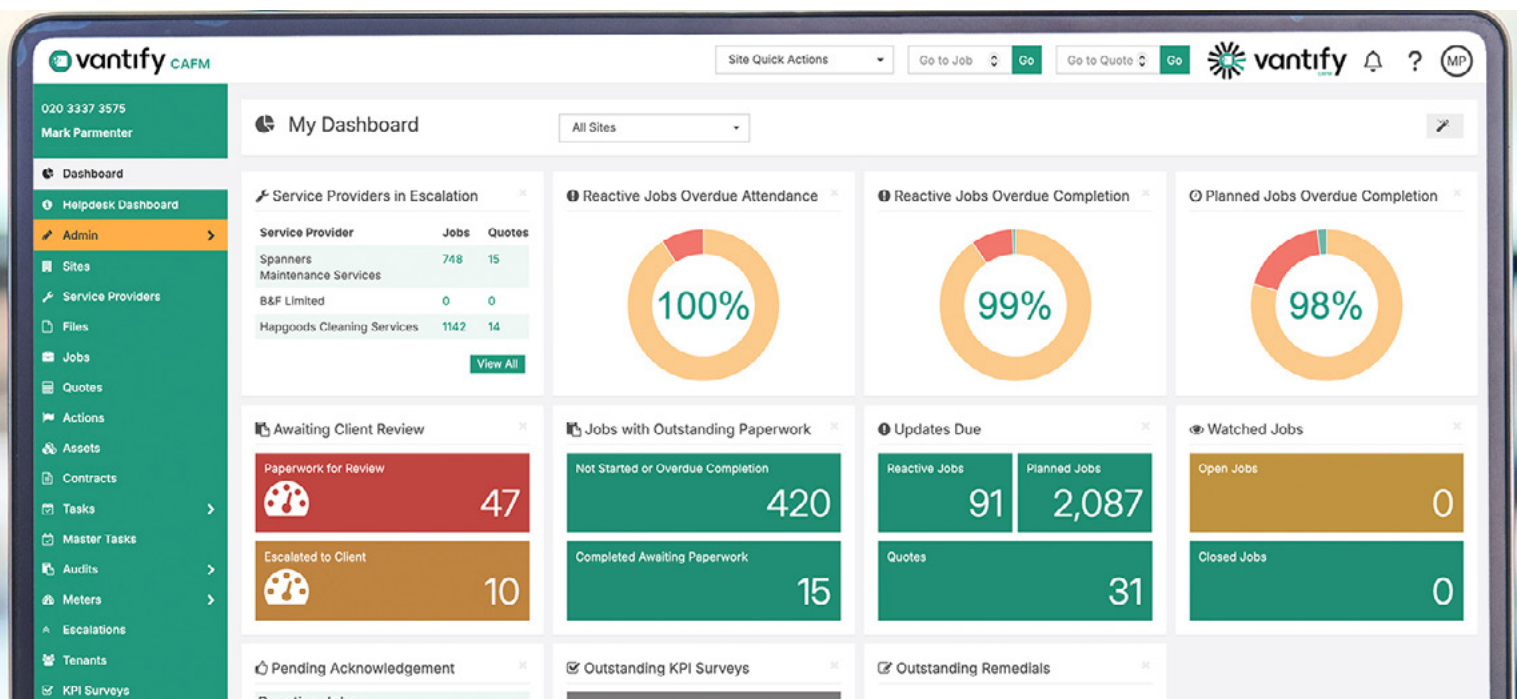 vantify CAFM
Site Quick Actions
Go to Job
Go
Go to Quote
Go
vantify
CAFM
?
MP
020 3337 3575
Mark Parmenter
Dashboard
Helpdesk Dashboard
Admin
Sites
Service Providers
Files
Jobs
Quotes
Actions
Assets
Contracts
Tasks
Master Tasks
Audits
Meters
Escalations
Tenants
KPI Surveys
My Dashboard
All Sites
Service Providers in Escalation
Service Provider Jobs Quotes
Spanners 748 15
Maintenance Services
B&F Limited 0 0
Hapgoods Cleaning Services 1142 14
View All
Reactive Jobs Overdue Attendance
100%
Reactive Jobs Overdue Completion
99%
Planned Jobs Overdue Completion
98%
Awaiting Client Review
Paperwork for Review
47
Escalated to Client
10
Jobs with Outstanding Paperwork
Not Started or Overdue Completion
420
Completed Awaiting Paperwork
15
Updates Due
Reactive Jobs
91
Planned Jobs
2,087
Quotes
31
Watched Jobs
Open Jobs
0
Closed Jobs
0
Pending Acknowledgement
Outstanding KPI Surveys
Outstanding Remedials